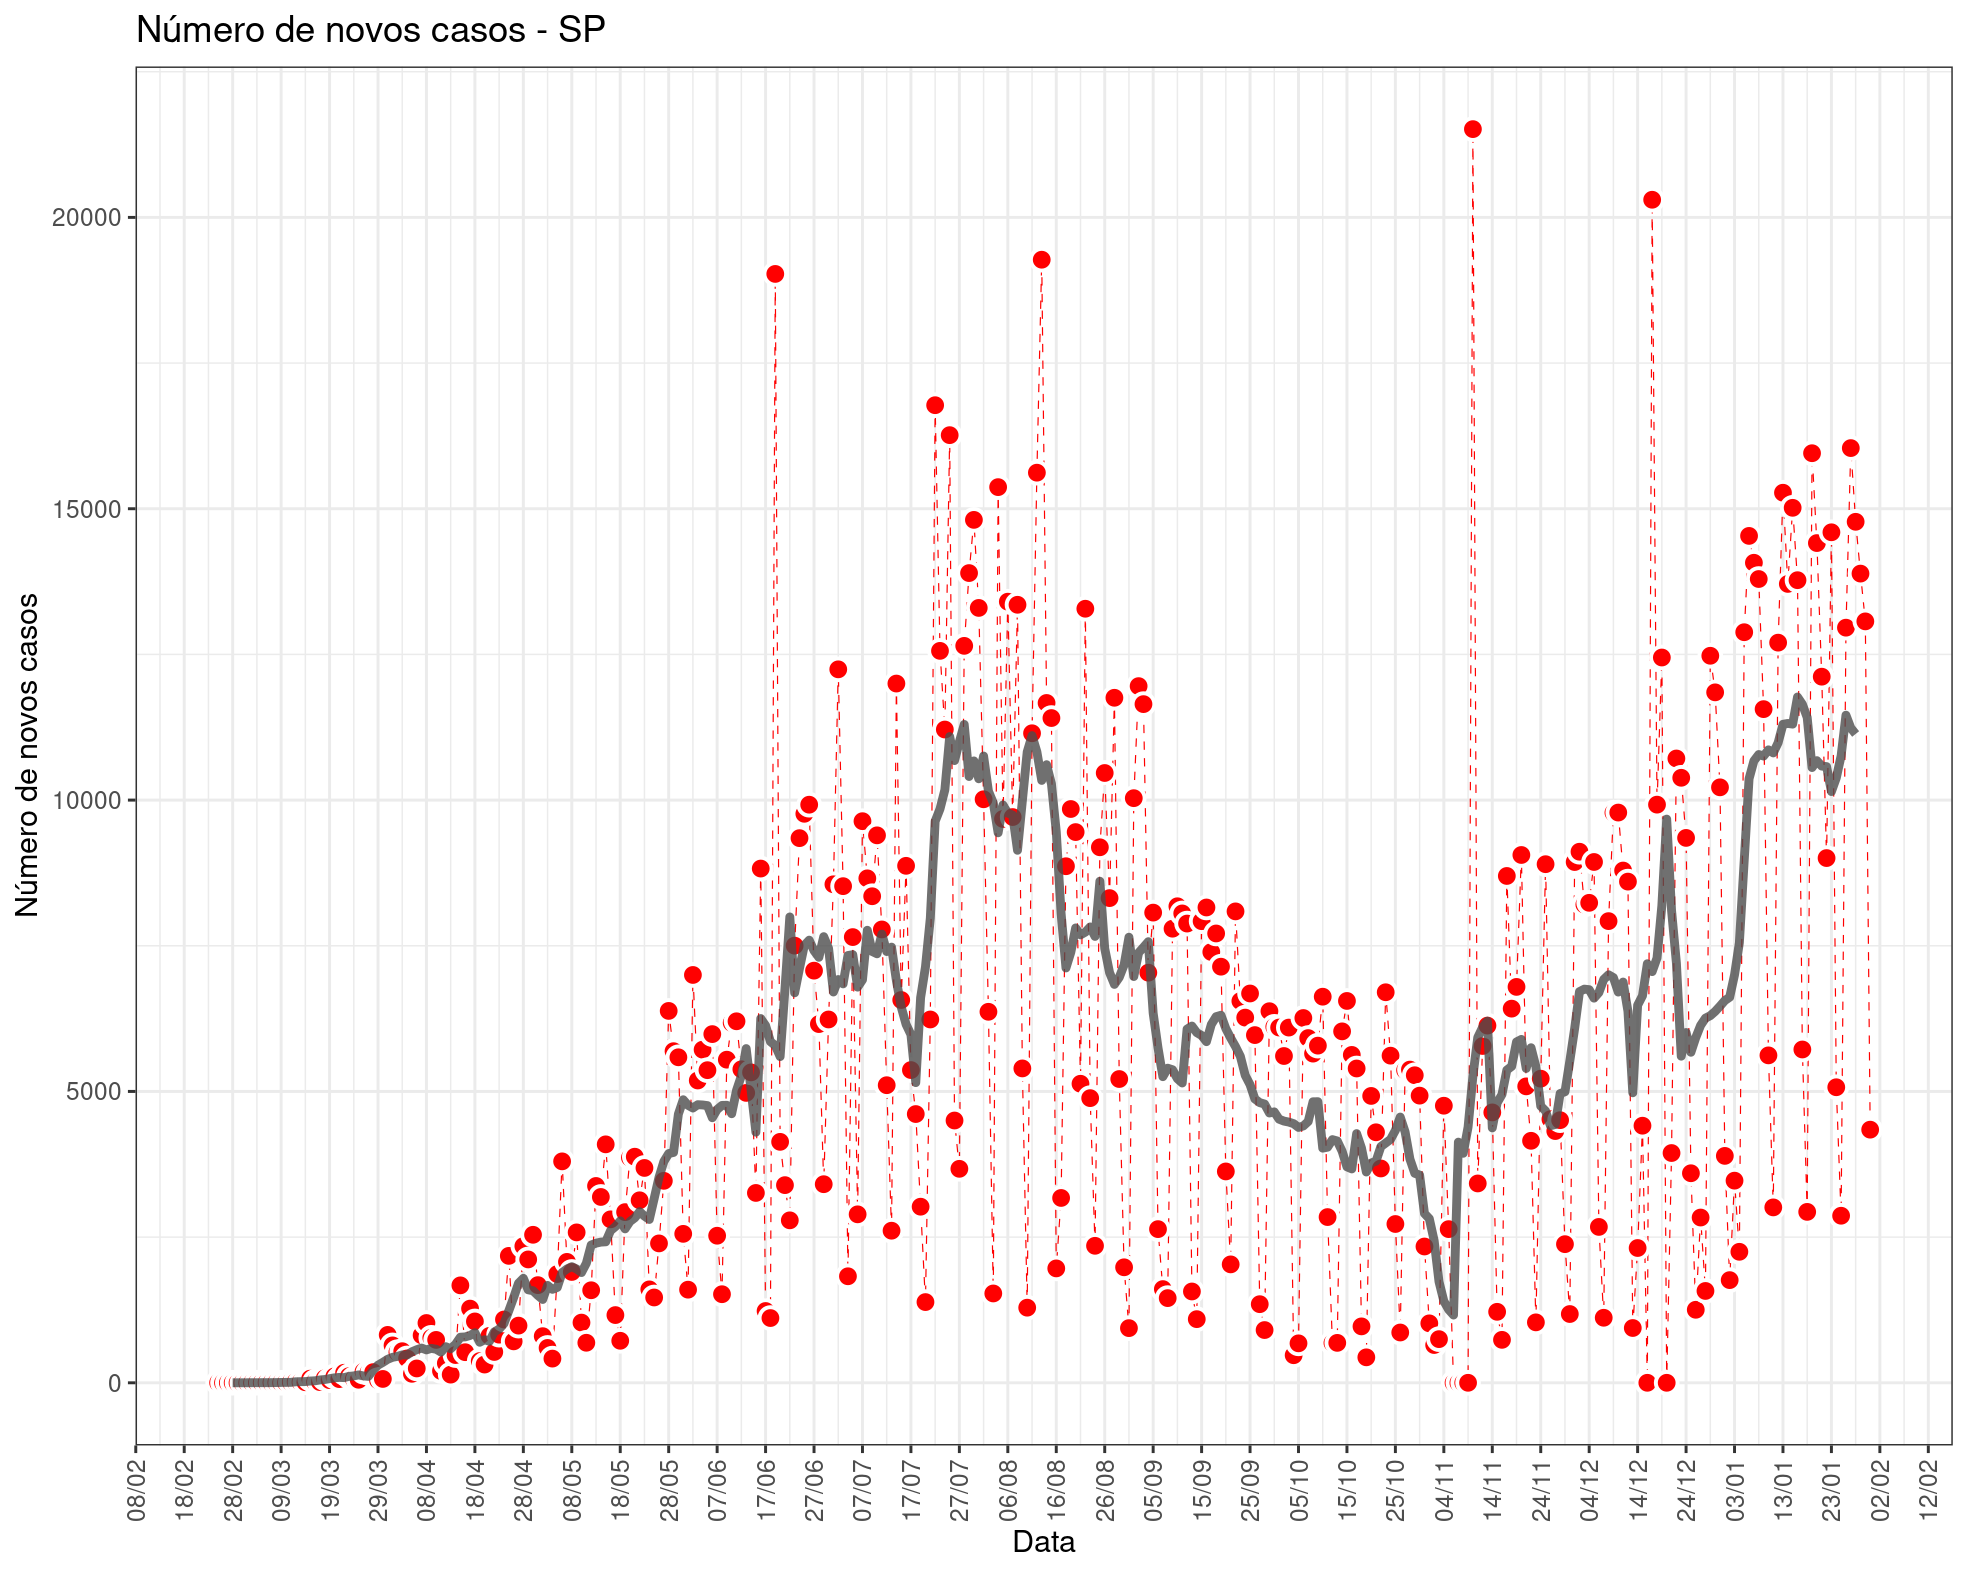 Número de novos casos - SP
Número de novos casos
20000
15000
10000
5000
0
08/02 18/02 28/02 09/03 19/03 29/03 08/04 18/04 28/04 08/05 18/05 28/05 07/06 17/06 27/06 07/07 17/07 27/07 06/08 16/08 26/08 05/09 15/09 25/09 05/10 15/10 25/10 04/11 14/11 24/11 04/12 14/12 24/12 03/01 13/01 23/01 02/02 12/02
Data